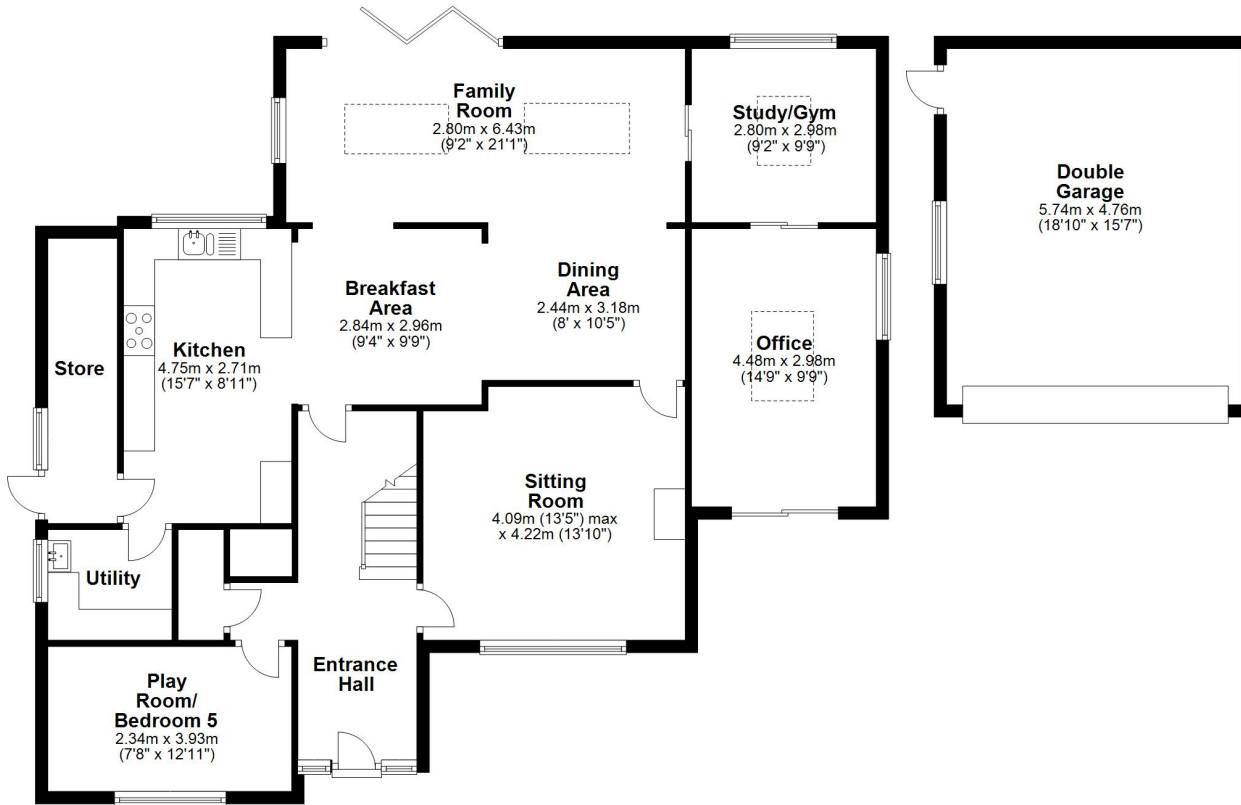 Family
Room
2.80m x 6.43m
(9'2" x 21'1")
Study/Gym
2.80m x 2.98m
(9'2" x 9'9")
Double
Garage
5.74m x 4.76m
(18'10" x 15'7")
Breakfast
Area
2.84m x 2.96m
(9'4" x 9'9")
Dining
Area
2.44m x 3.18m
(8' x 10'5")
Store
Kitchen
4.75m x 2.71m
(15'7" x 8'11")
Office
4.48m x 2.98m
(14'9" x 9'9")
Sitting
Room
4.09m (13'5") max
x 4.22m (13'10")
Utility
Entrance
Hall
Play
Room/
Bedroom 5
2.34m x 3.93m
(7'8" x 12'11")